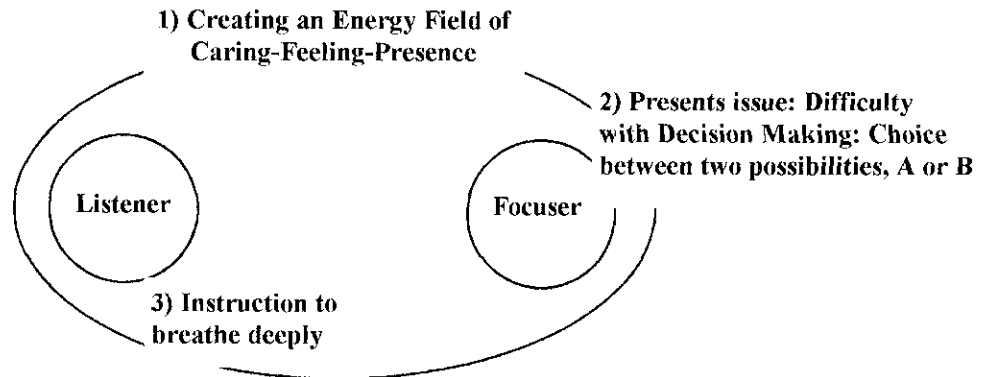 1) Creating an Energy Field of
Caring-Feeling-Presence
2) Presents issue: Difficulty
with Decision Making: Choice
between two possibilities, A or B
Listener
Focuser
3) Instruction to
breathe deeply